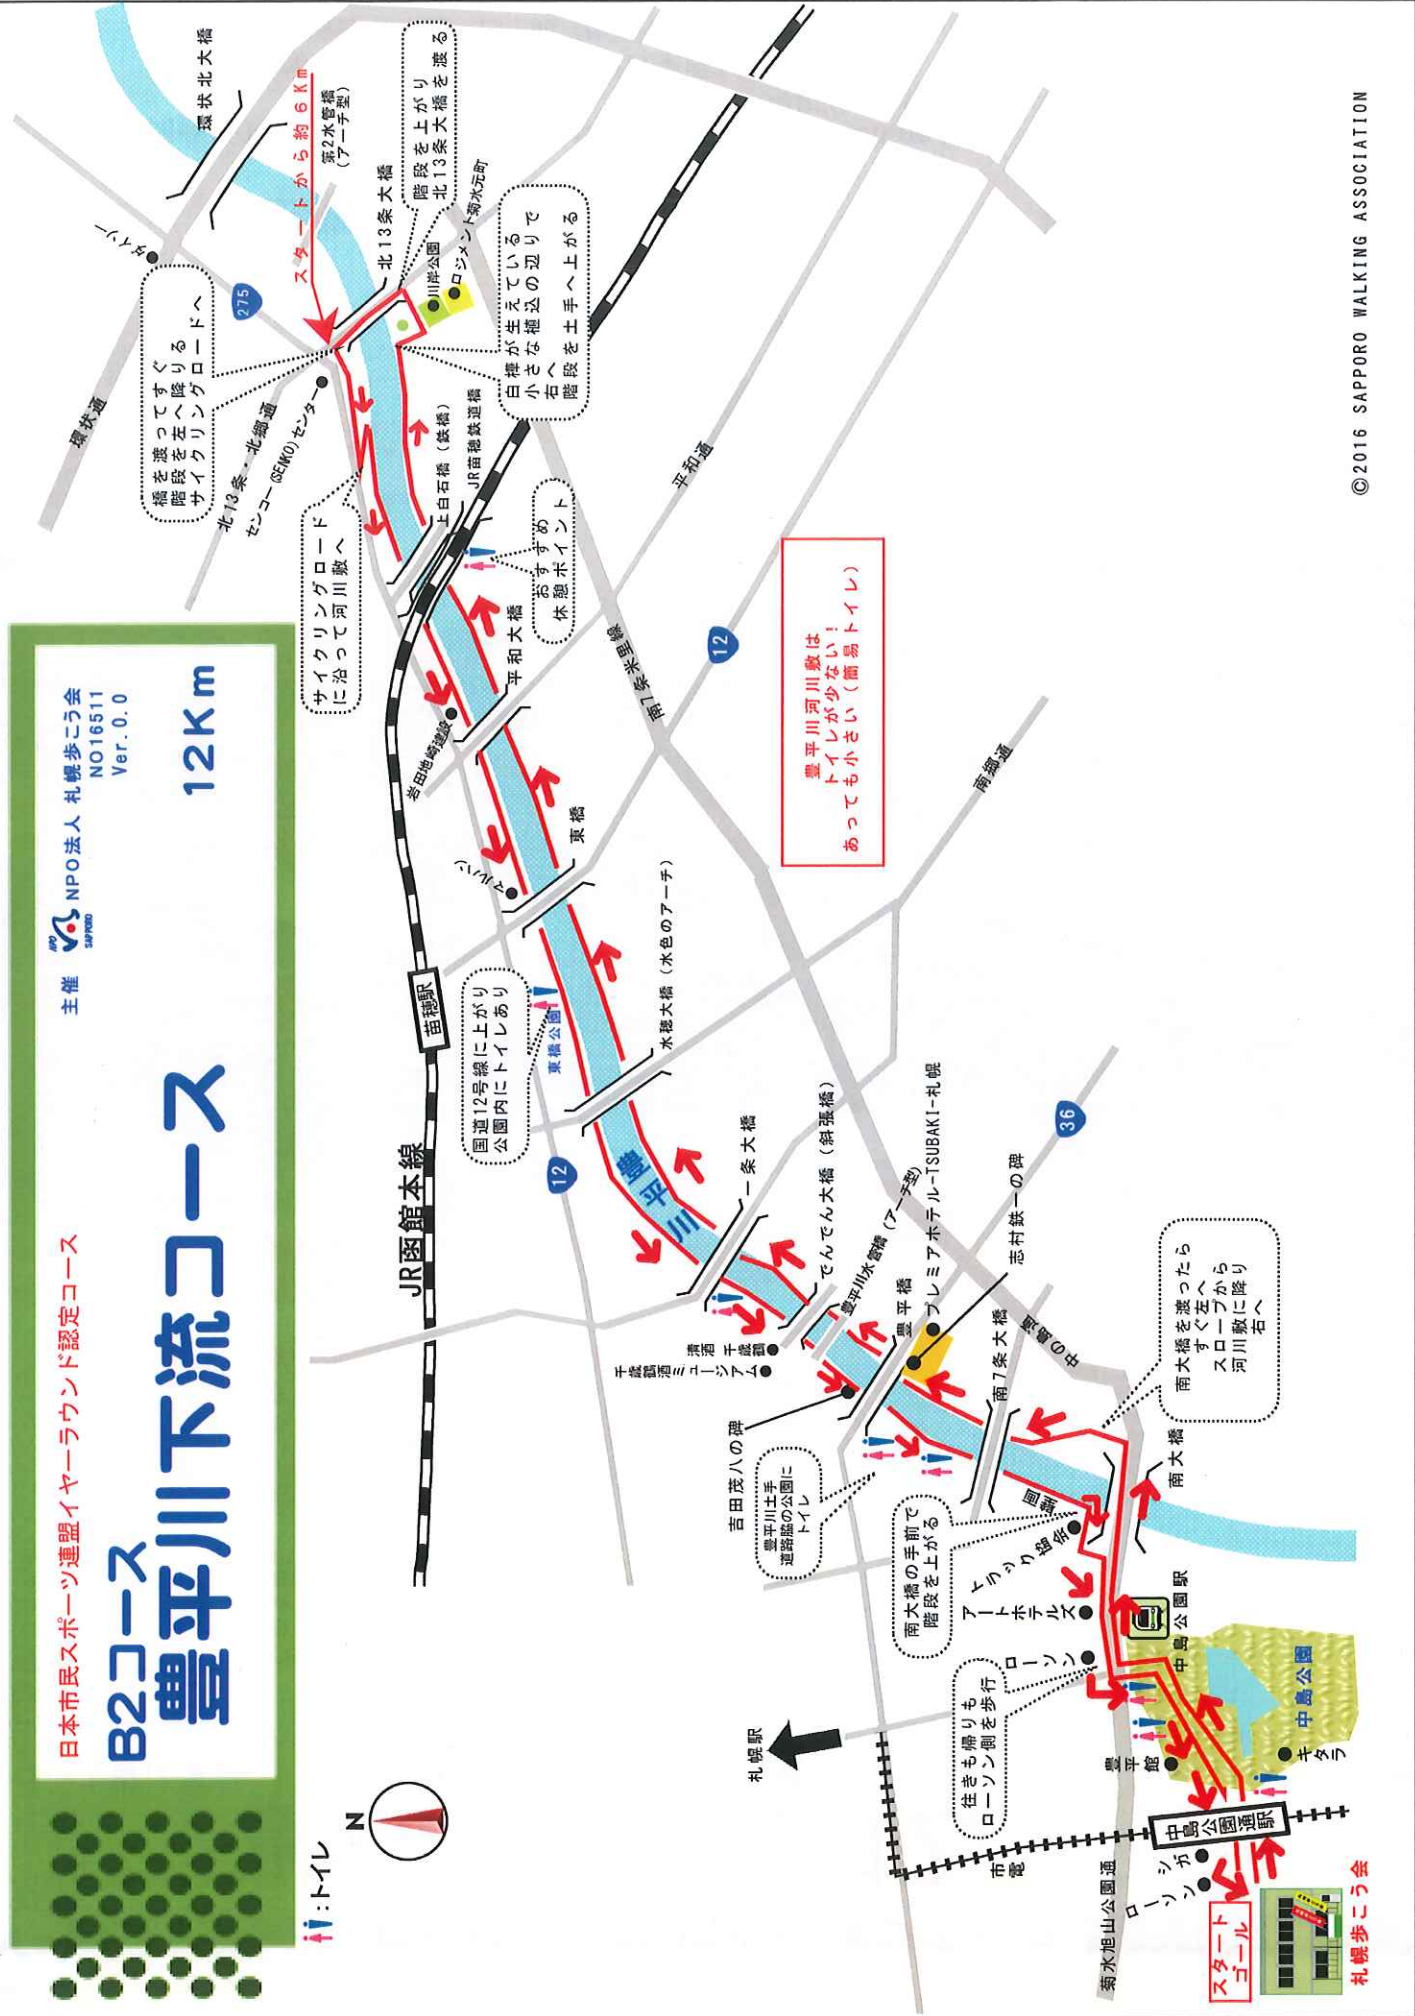 日本市民スポーツ連盟イヤーラウンド認定コース
主催
NPO
SAPPORO
NPO法人 札幌歩こう会
NO16511
Ver.0.0
B2コース
豊平川下流コース
12Km
:トイレ
N
環状北大橋
スタートから約6Km
第2水管橋
(アーチ型)
階段を上がり
北13条大橋を渡る
北13条大橋
川岸公園
ロジメント菊水元町
ダイソー
275
環状通
橋を渡ってすぐ
階段を左へ降りる
サイクリングロードへ
北13条・北郷通
センコー(SENKO)センター
白樺が生えている
小さな植込の辺りで
右へ
階段を土手へ上がる
サイクリングロード
に沿って河川敷へ
上白石橋(鉄橋)
JR苗穂鉄道橋
おすすめ
休憩ポイント
平和通
平和大橋
岩田地崎建設
南7条米里線
12
豊平川河川敷は
トイレが少ない!
あっても小さい(簡易トイレ)
マルハン
東橋
南郷通
苗穂駅
国道12号線に上がり
公園内にトイレあり
東橋公園
水穂大橋(水色のアーチ)
JR函館本線
12
豊平川
一条大橋
でんでん大橋(斜張橋)
豊平川水管橋(アーチ型)
清酒 千歳鶴
千歳鶴酒ミュージアム
豊平橋
プレミアホテル-TSUBAKI-札幌
36
志村鉄一の碑
吉田茂八の碑
豊平川土手
道路脇の公園に
トイレ
南7条大橋
中の島通
南大橋を渡ったら
すぐ左へ
スロープから
河川敷に降り
右へ
南大橋の手前で
階段を上がる
壁画
トラック協会
南大橋
アートホテルズ
ローソン
中島公園駅
往きも帰りも
ローソン側を歩行
札幌駅
豊平館
中島公園
キタラ
市電
中島公園通駅
菊水旭山公園通
ローソン
シガ
スタート
ゴール
札幌歩こう会
©2016 SAPPORO WALKING ASSOCIATION